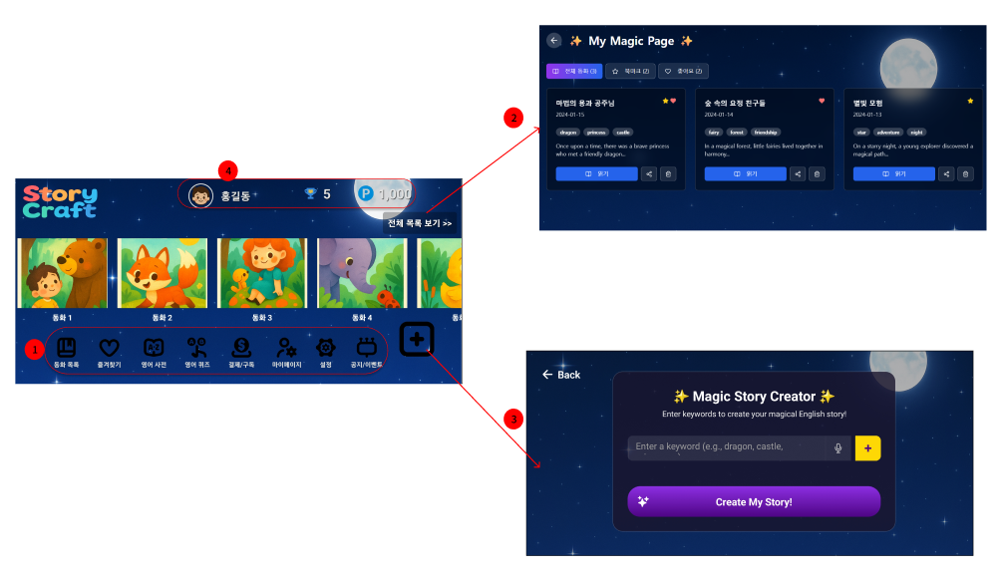 Story
Craft
4
홍길동
5
P 1,000
전체 목록 보기 >>
동화 1
동화 2
동화 3
동화 4
1
동화 목록
즐겨찾기
영어 사전
영어 퀴즈
결제/구독
마이페이지
설정
공지/이벤트
2
✨ My Magic Page ✨
전체 동화 (3)
북마크 (2)
좋아요 (2)
마법의 용과 공주님
2024-01-15
dragon princess castle
Once upon a time, there was a brave princess
who met a friendly dragon...
읽기
숲 속의 요정 친구들
2024-01-14
fairy forest friendship
In a magical forest, little fairies lived together in
harmony...
읽기
별빛 모험
2024-01-13
star adventure night
On a starry night, a young explorer discovered a
magical path...
읽기
3
Back
✨ Magic Story Creator ✨
Enter keywords to create your magical English story!
Enter a keyword (e.g., dragon, castle,
+
Create My Story!